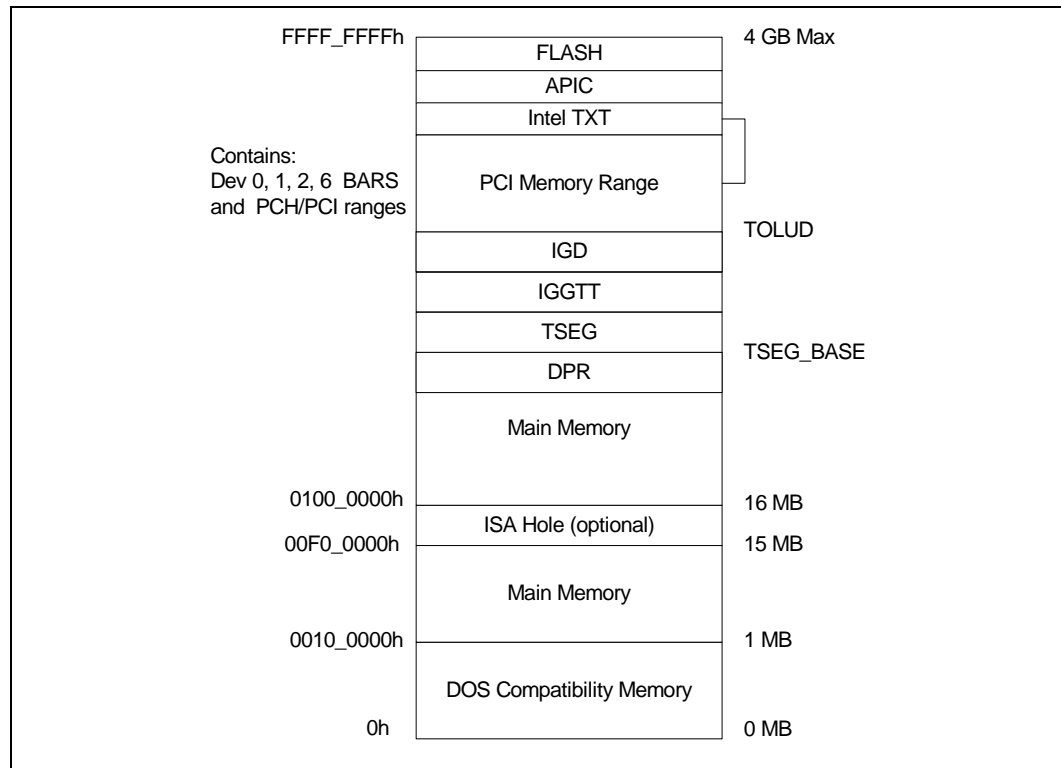 FFFF_FFFFh
4 GB Max
FLASH
APIC
Intel TXT
Contains:
Dev 0, 1, 2, 6 BARS
and PCH/PCI ranges
PCI Memory Range
TOLUD
IGD
IGGTT
TSEG
TSEG_BASE
DPR
Main Memory
0100_0000h
16 MB
ISA Hole (optional)
00F0_0000h
15 MB
Main Memory
0010_0000h
1 MB
DOS Compatibility Memory
0h
0 MB